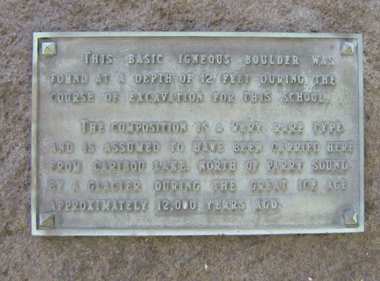 THIS BASIC IGNEOUS BOULDER WAS
FOUND AT A DEPTH OF 12 FEET DURING THE
COURSE OF EXCAVATION FOR THIS SCHOOL.
THE COMPOSITION IS A VERY RARE TYPE
AND IS ASSUMED TO HAVE BEEN CARRIED HERE
FROM CARIBOU LAKE, NORTH OF PARRY SOUND
BY A GLACIER DURING THE GREAT ICE AGE
APPROXIMATELY 12,000 YEARS AGO.